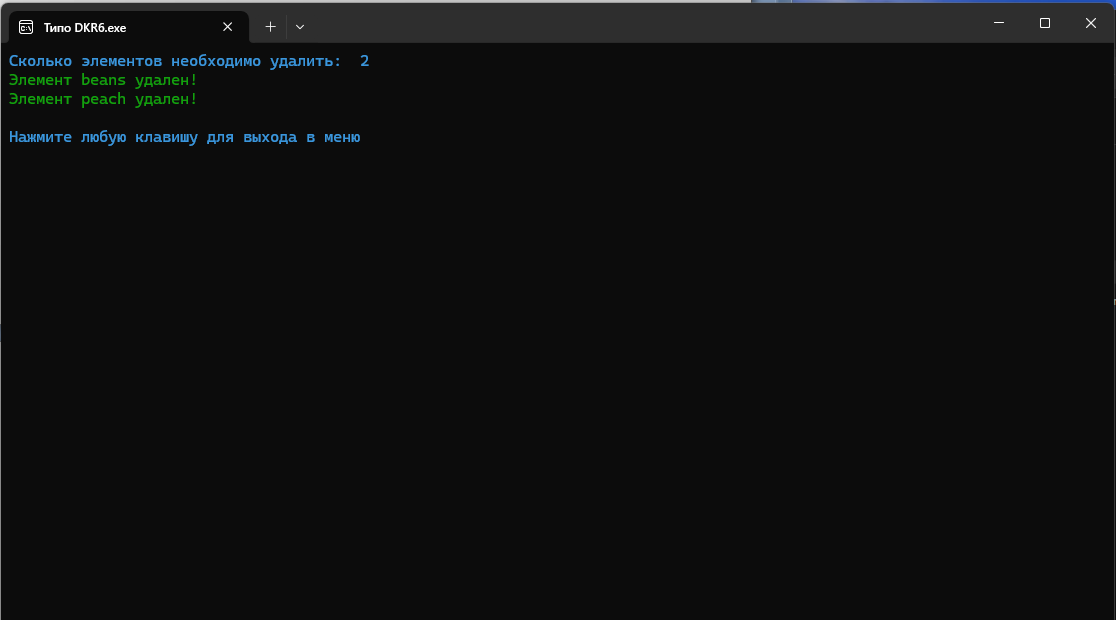 Типо DKR6.exe
Сколько элементов необходимо удалить:  2
Элемент beans удален!
Элемент peach удален!
Нажмите любую клавишу для выхода в меню